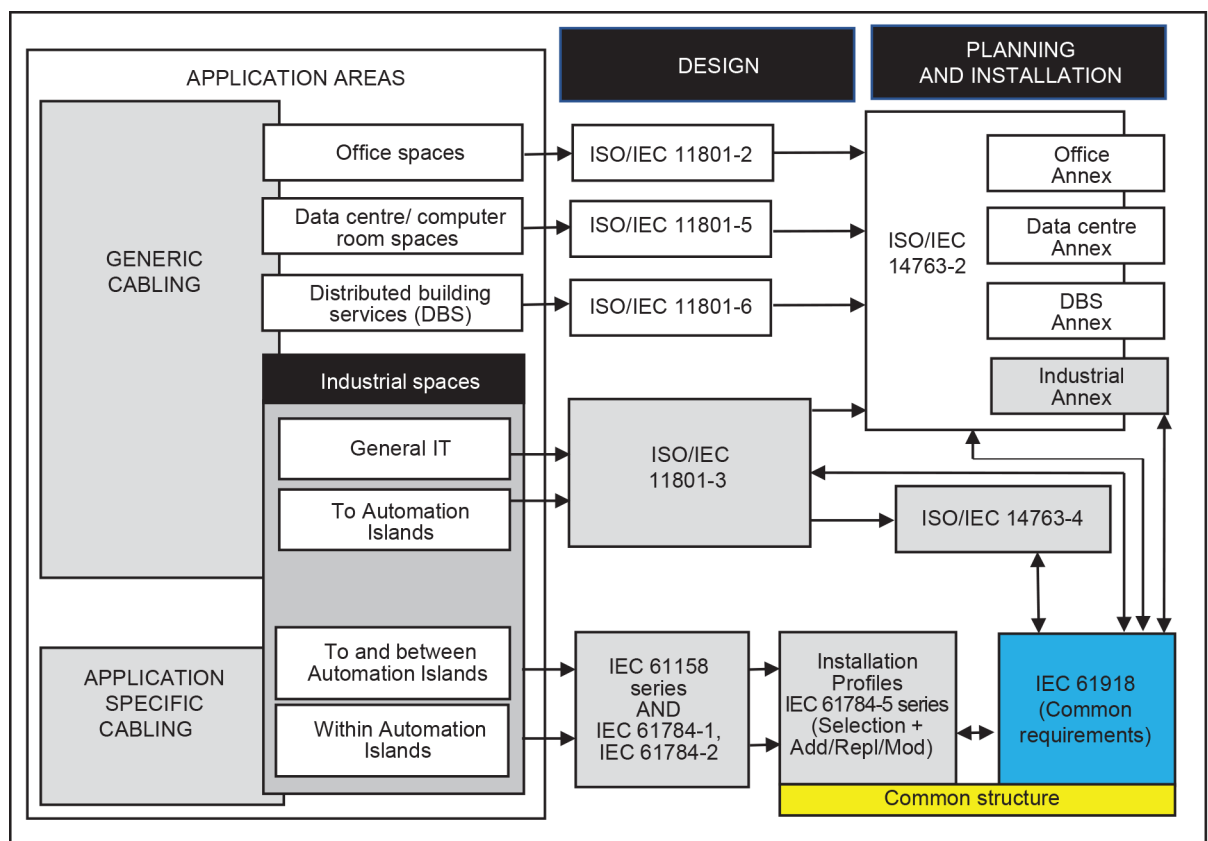 APPLICATION AREAS
DESIGN
PLANNING
AND INSTALLATION
GENERIC
CABLING
Office spaces
ISO/IEC 11801-2
Data centre/ computer
room spaces
ISO/IEC 11801-5
Distributed building
services (DBS)
ISO/IEC 11801-6
ISO/IEC
14763-2
Office
Annex
Data centre
Annex
DBS
Annex
Industrial
Annex
Industrial spaces
General IT
To Automation
Islands
ISO/IEC
11801-3
ISO/IEC 14763-4
APPLICATION
SPECIFIC
CABLING
To and between
Automation Islands
Within Automation
Islands
IEC 61158
series
AND
IEC 61784-1,
IEC 61784-2
Installation
Profiles
IEC 61784-5 series
(Selection +
Add/Repl/Mod)
IEC 61918
(Common
requirements)
Common structure